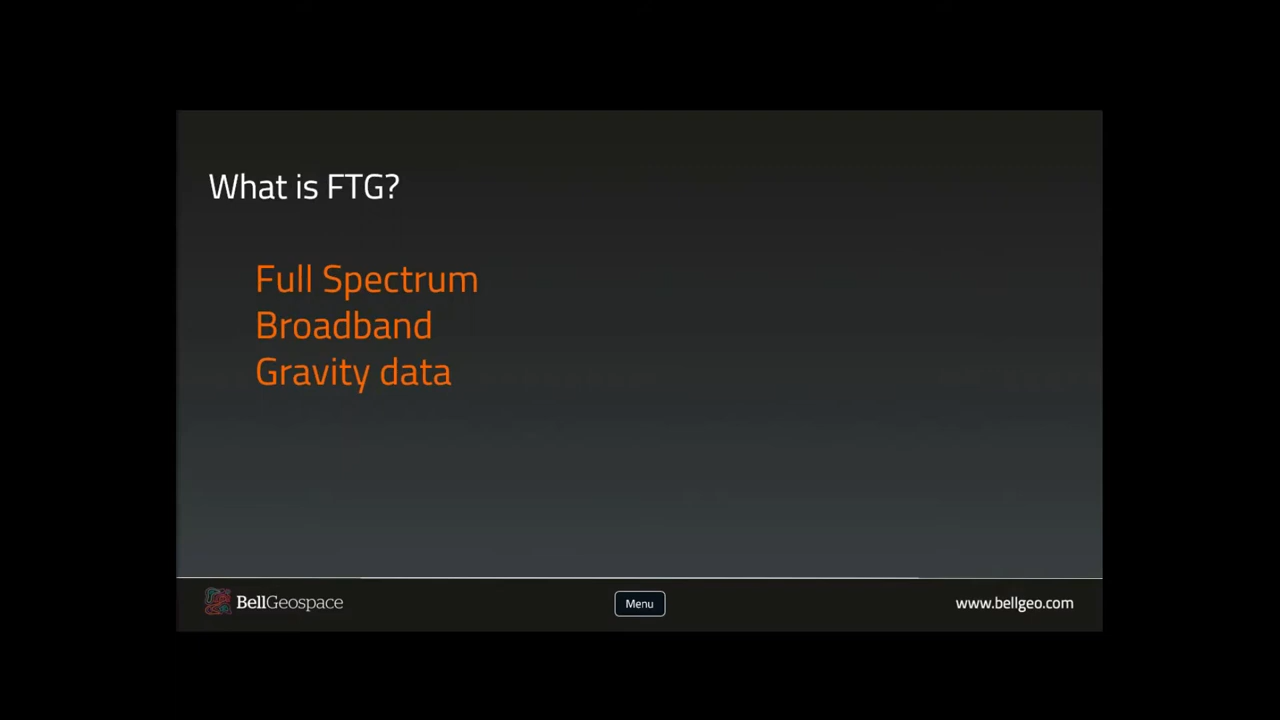 What is FTG?
Full Spectrum
Broadband
Gravity data
BellGeospace
Menu
www.bellgeo.com